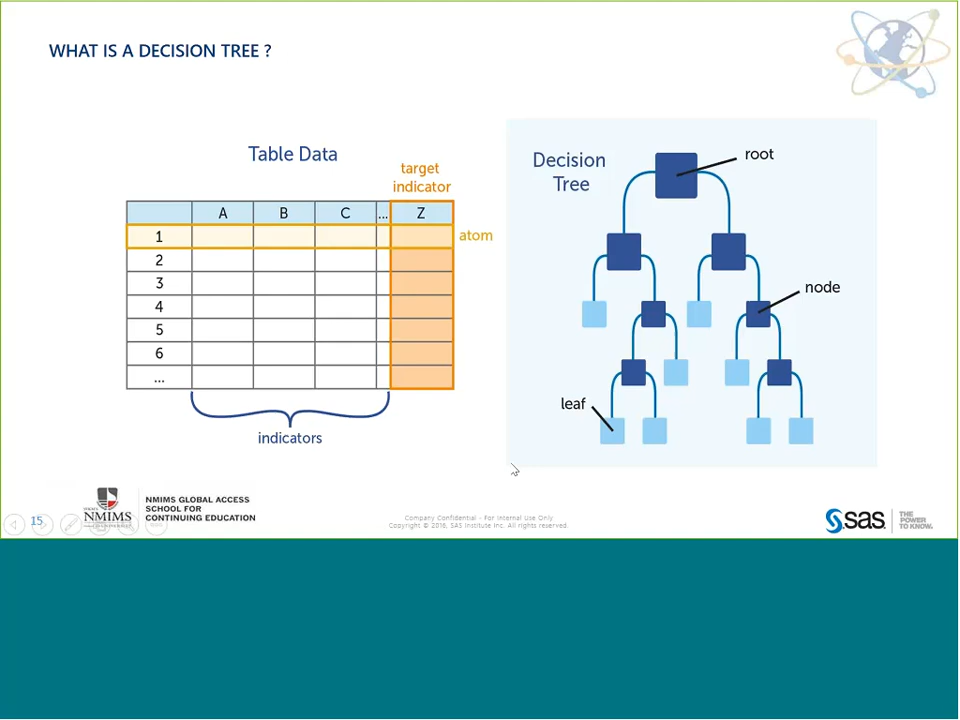 WHAT IS A DECISION TREE ?
Table Data
target
indicator
A B C ... Z
1
atom
2
3
4
5
6
...
indicators
Decision
Tree
root
node
leaf
15
NMIMS
NMIMS GLOBAL ACCESS
SCHOOL FOR
CONTINUING EDUCATION
Company Confidential - For Internal Use Only
Copyright © 2016, SAS Institute Inc. All rights reserved.
sas
THE
POWER
TO KNOW.